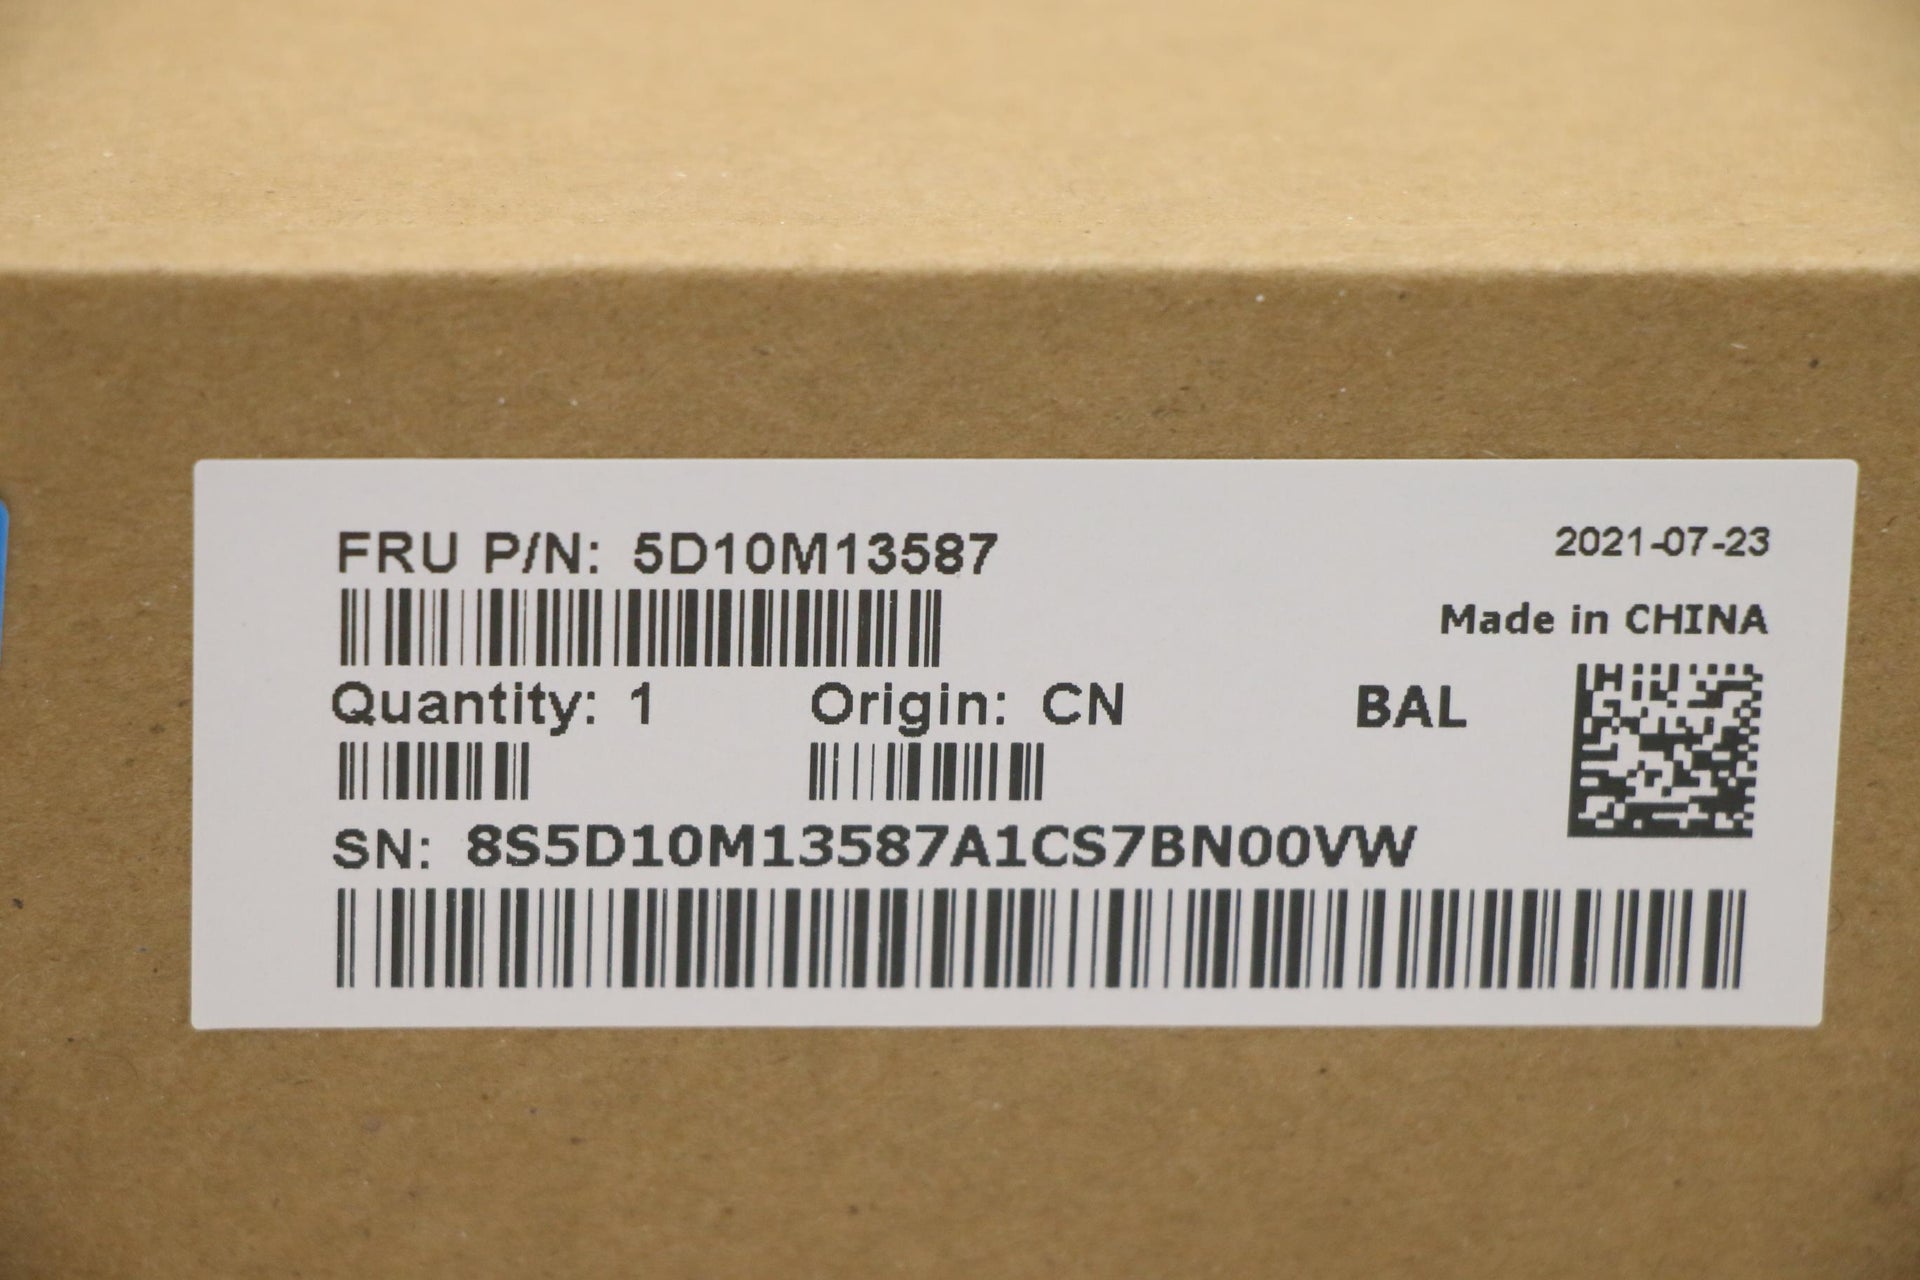 FRU P/N: 5D10M13587
2021-07-23
Made in CHINA
Quantity: 1 Origin: CN BAL
SN: 8S5D10M13587A1CS7BN00VW